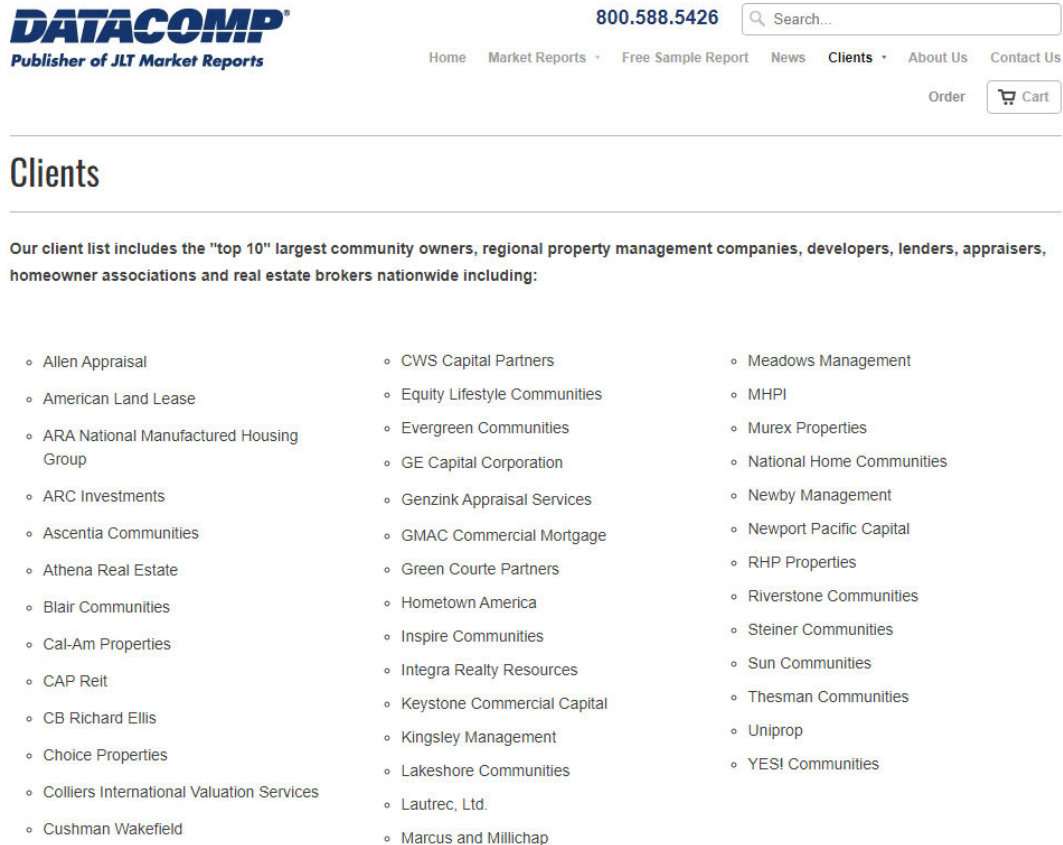 DATACOMP®
Publisher of JLT Market Reports
800.588.5426
Search...
Home Market Reports Free Sample Report News Clients About Us Contact Us
Order Cart
Clients
Our client list includes the "top 10" largest community owners, regional property management companies, developers, lenders, appraisers,
homeowner associations and real estate brokers nationwide including:
Allen Appraisal
American Land Lease
ARA National Manufactured Housing
Group
ARC Investments
Ascentia Communities
Athena Real Estate
Blair Communities
Cal-Am Properties
CAP Reit
CB Richard Ellis
Choice Properties
Colliers International Valuation Services
Cushman Wakefield
CWS Capital Partners
Equity Lifestyle Communities
Evergreen Communities
GE Capital Corporation
Genzink Appraisal Services
GMAC Commercial Mortgage
Green Courte Partners
Hometown America
Inspire Communities
Integra Realty Resources
Keystone Commercial Capital
Kingsley Management
Lakeshore Communities
Lautrec, Ltd.
Marcus and Millichap
Meadows Management
MHPI
Murex Properties
National Home Communities
Newby Management
Newport Pacific Capital
RHP Properties
Riverstone Communities
Steiner Communities
Sun Communities
Thesman Communities
Uniprop
YES! Communities